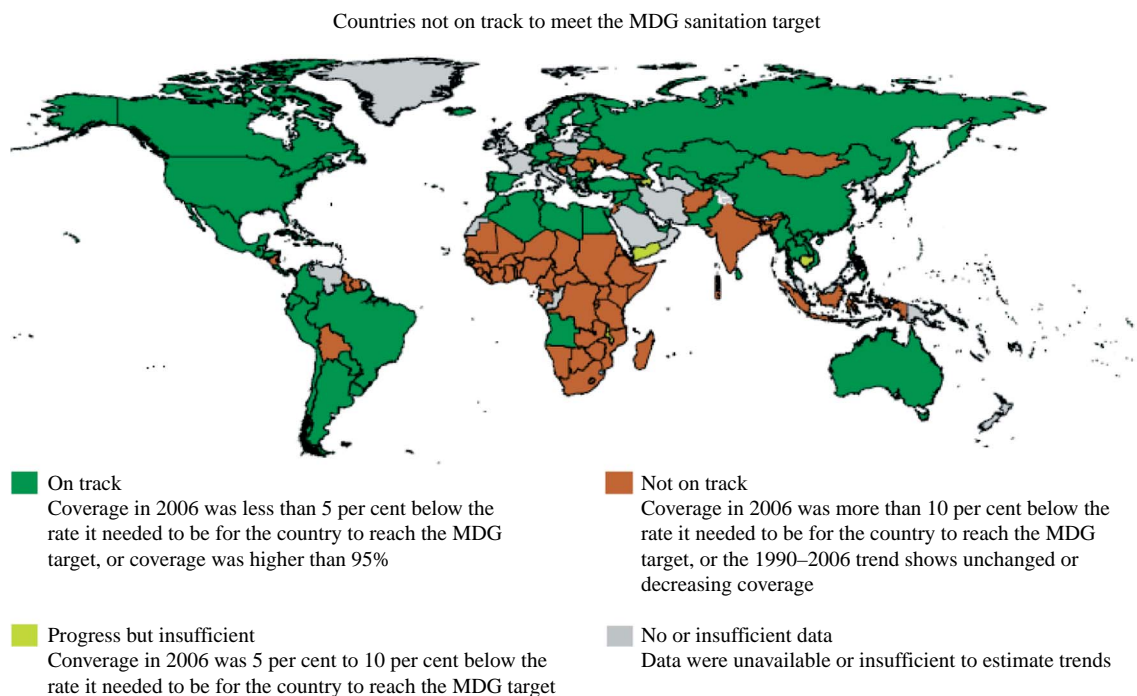 Countries not on track to meet the MDG sanitation target
On track
Coverage in 2006 was less than 5 per cent below the
rate it needed to be for the country to reach the MDG
target, or coverage was higher than 95%
Not on track
Coverage in 2006 was more than 10 per cent below the
rate it needed to be for the country to reach the MDG
target, or the 1990–2006 trend shows unchanged or
decreasing coverage
Progress but insufficient
Converage in 2006 was 5 per cent to 10 per cent below the
rate it needed to be for the country to reach the MDG target
No or insufficient data
Data were unavailable or insufficient to estimate trends